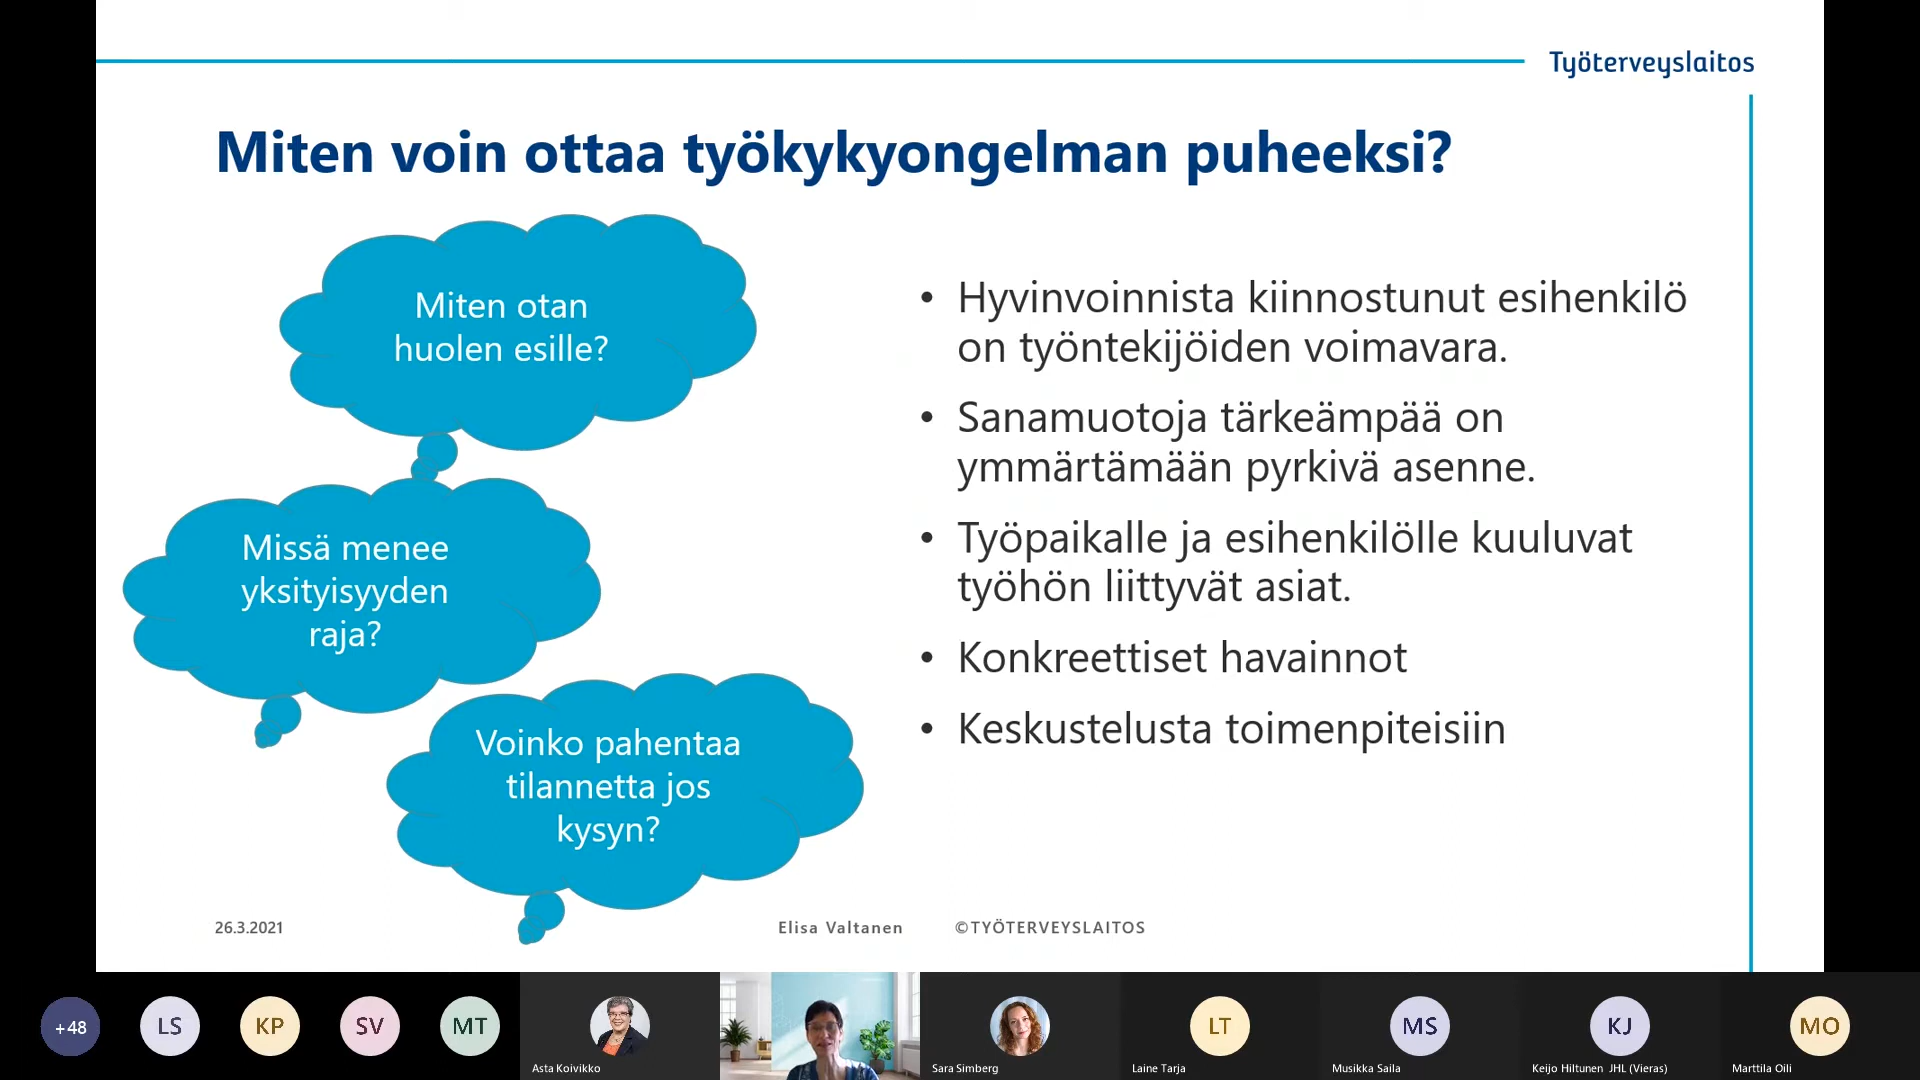 Työterveyslaitos
Miten voin ottaa työkykyongelman puheeksi?
Miten otan
huolen esille?
Missä menee
yksityisyyden
raja?
Voinko pahentaa
tilannetta jos
kysyn?
• Hyvinvoinnista kiinnostunut esihenkilö
on työntekijöiden voimavara.
• Sanamuotoja tärkeämpää on
ymmärtämään pyrkivä asenne.
• Työpaikalle ja esihenkilölle kuuluvat
työhön liittyvät asiat.
• Konkreettiset havainnot
• Keskustelusta toimenpiteisiin
26.3.2021
Elisa Valtanen
©TYÖTERVEYSLAITOS
+48
LS
KP
SV
MT
Asta Koivikko
Sara Simberg
LT
Laine Tarja
MS
Musikka Saila
KJ
Keijo Hiltunen JHL (Vieras)
MO
Marttila Oili